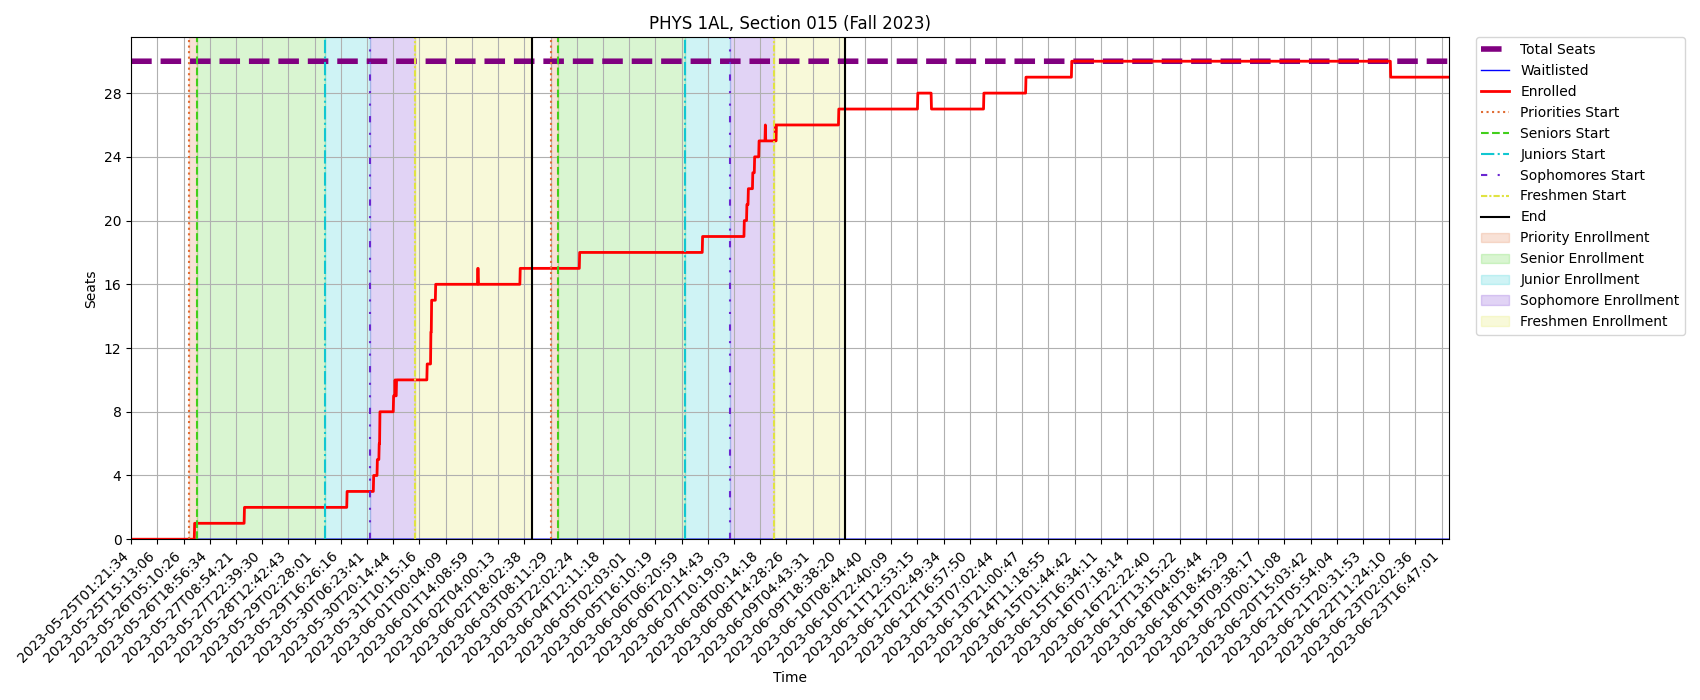 PHYS 1AL, Section 015 (Fall 2023)
Seats
28
24
20
16
12
8
4
0
2023-05-25T01:21:34
2023-05-25T15:13:06
2023-05-26T05:10:26
2023-05-26T18:56:34
2023-05-27T08:54:21
2023-05-27T22:39:30
2023-05-28T12:42:43
2023-05-29T02:28:01
2023-05-29T16:26:16
2023-05-30T06:23:41
2023-05-30T20:14:44
2023-05-31T10:15:16
2023-06-01T00:04:09
2023-06-01T14:08:59
2023-06-02T04:00:13
2023-06-02T18:02:38
2023-06-03T08:11:29
2023-06-03T22:02:24
2023-06-04T12:11:18
2023-06-05T02:03:01
2023-06-05T16:10:19
2023-06-06T06:20:59
2023-06-06T20:14:43
2023-06-07T10:19:03
2023-06-08T00:14:18
2023-06-08T14:28:26
2023-06-09T04:43:31
2023-06-09T18:38:20
2023-06-10T08:44:40
2023-06-10T22:40:09
2023-06-11T12:53:15
2023-06-12T02:49:34
2023-06-12T16:57:50
2023-06-13T07:02:44
2023-06-13T21:00:47
2023-06-14T11:18:55
2023-06-15T01:44:42
2023-06-15T16:34:11
2023-06-16T07:18:14
2023-06-16T22:22:40
2023-06-17T13:15:22
2023-06-18T04:05:44
2023-06-18T18:45:29
2023-06-19T09:38:17
2023-06-20T00:11:08
2023-06-20T15:03:42
2023-06-21T05:54:04
2023-06-21T20:31:53
2023-06-22T11:24:10
2023-06-23T02:02:36
2023-06-23T16:47:01
Time
Total Seats
Waitlisted
Enrolled
Priorities Start
Seniors Start
Juniors Start
Sophomores Start
Freshmen Start
End
Priority Enrollment
Senior Enrollment
Junior Enrollment
Sophomore Enrollment
Freshmen Enrollment